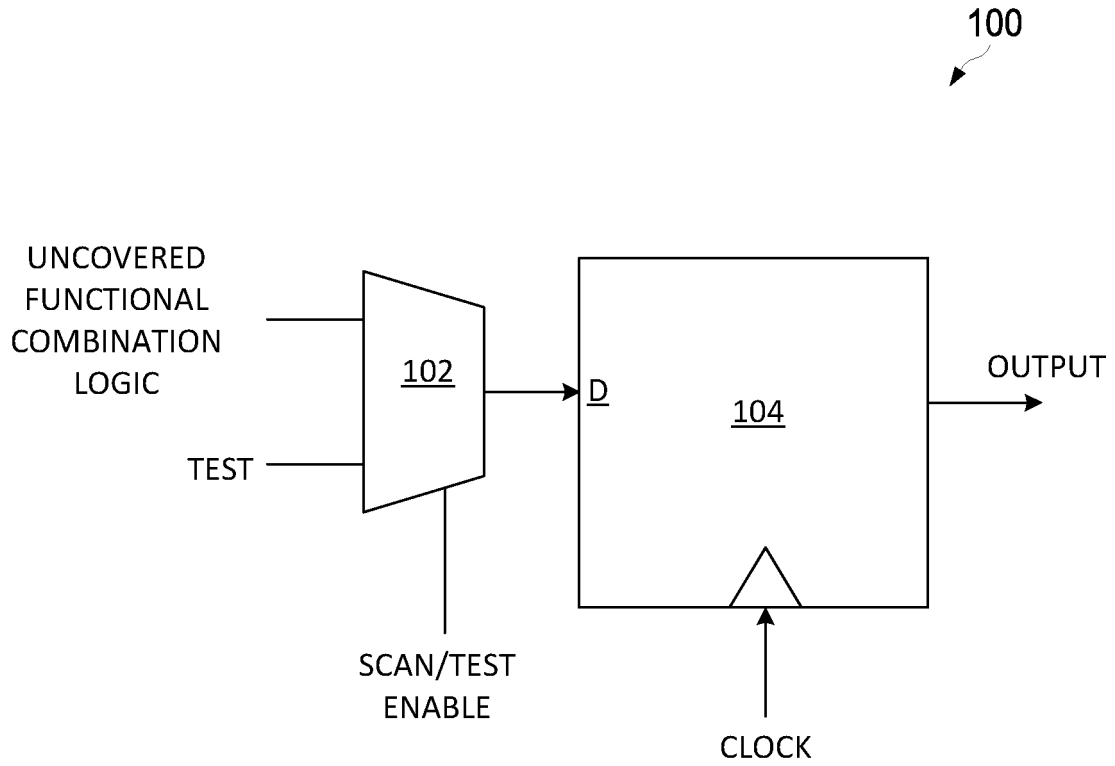 100
UNCOVERED
FUNCTIONAL
COMBINATION
LOGIC
102
D
104
OUTPUT
TEST
SCAN/TEST
ENABLE
CLOCK